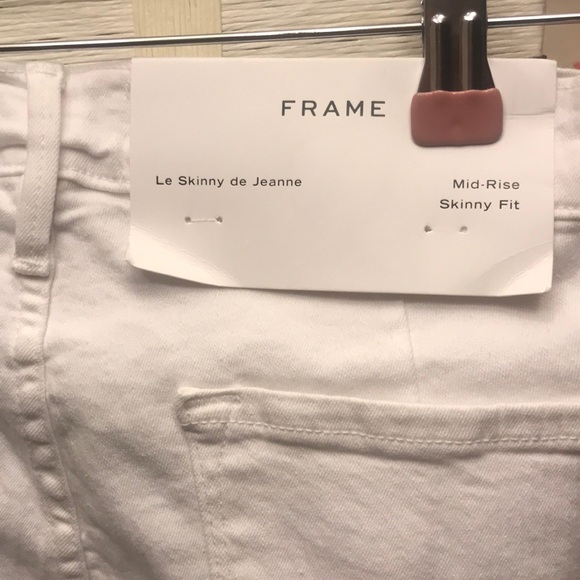 FRAME
Le Skinny de Jeanne
Mid-Rise
Skinny Fit